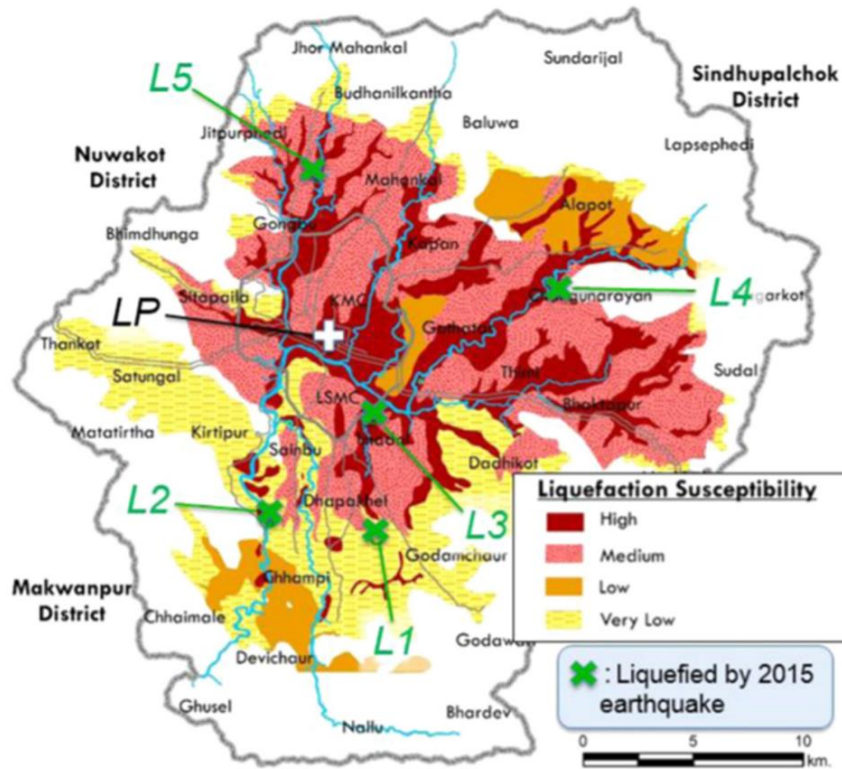 Jhor Mahankal
Sundarijal
L5
Sindhupalchok
District
Budhanilkantha
Baluwa
Jitpurphedi
Lapsephedi
Nuwakot
District
Mahankal
Alapot
Gongbu
Bhimdhunga
Kapan
Sitapaila
KMC
L4
LP
Gothatar
Thankot
Thimi
Sudal
Satungal
LSMC
Bhaktapur
Matatirtha
Kirtipur
Sainbu
Dadhikot
L2
Dhapakhel
L3
Godamchaur
Makwanpur
District
Chhampi
Chhaimale
L1
Devichaur
Ghusel
Nallu
Bhardev
Liquefaction Susceptibility
High
Medium
Low
Very Low
: Liquefied by 2015
earthquake
0 5 10
km.